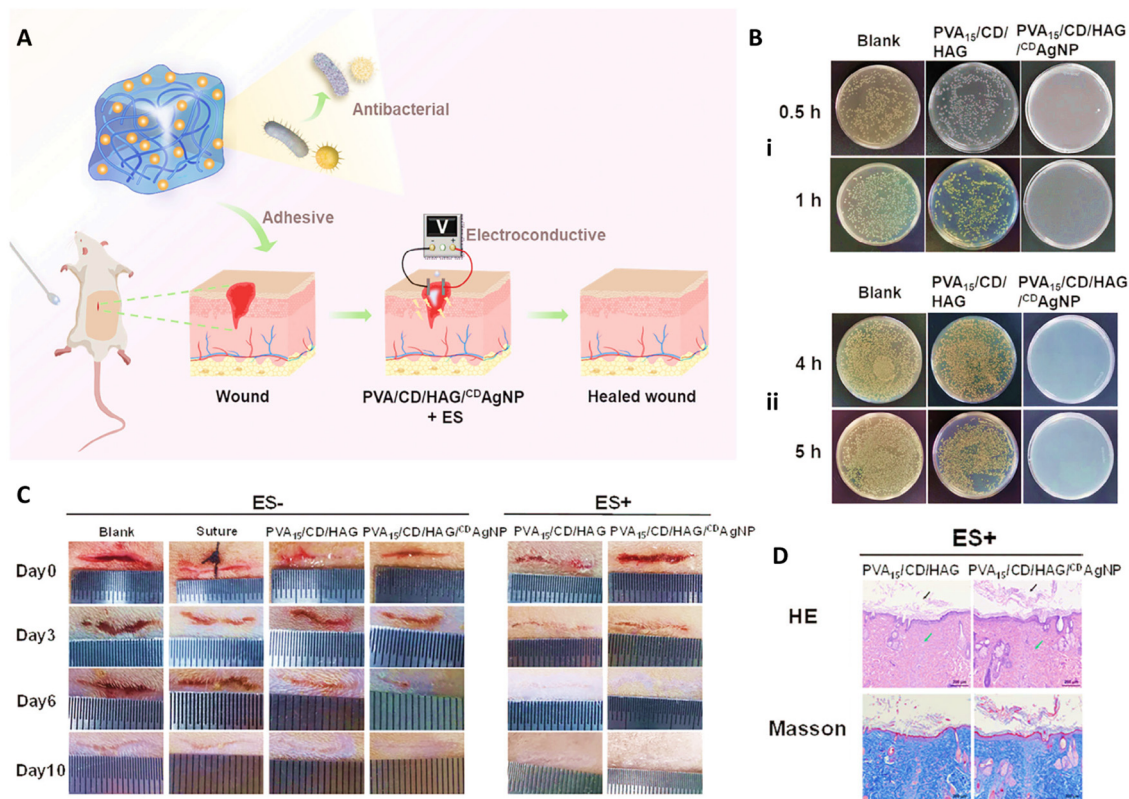 A
Antibacterial
Adhesive
V
- +
Electroconductive
Wound
PVA/CD/HAG/ᶜᴰAgNP
+ ES
Healed wound
B
Blank
PVA₁₅/CD/
HAG
PVA₁₅/CD/HAG
/ᶜᴰAgNP
0.5 h
i
1 h
Blank
PVA₁₅/CD/
HAG
PVA₁₅/CD/HAG
/ᶜᴰAgNP
4 h
ii
5 h
C
ES-
ES+
Blank
Suture
PVA₁₅/CD/HAG
PVA₁₅/CD/HAG/ᶜᴰAgNP
PVA₁₅/CD/HAG
PVA₁₅/CD/HAG/ᶜᴰAgNP
Day0
Day3
Day6
Day10
D
ES+
PVA₁₅/CD/HAG
PVA₁₅/CD/HAG/ᶜᴰAgNP
HE
Masson